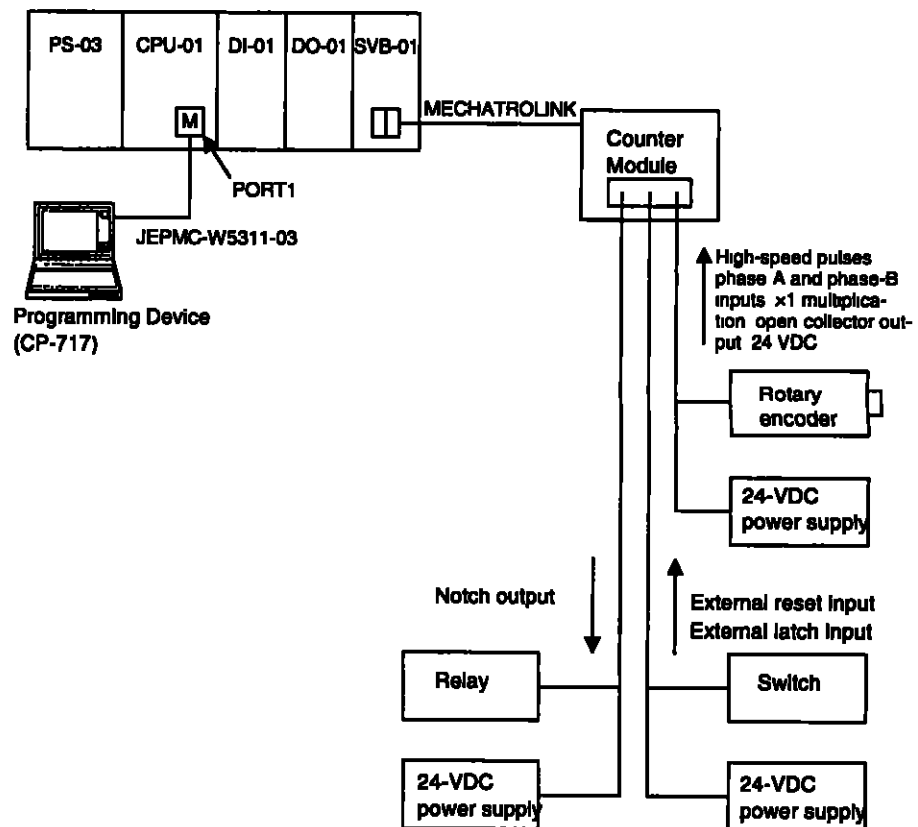 PS-03
CPU-01
DI-01
DO-01
SVB-01
M
MECHATROLINK
PORT1
JEPMC-W5311-03
Programming Device
(CP-717)
Counter
Module
High-speed pulses
phase A and phase-B
inputs ×1 multiplica-
tion open collector out-
put 24 VDC
Rotary
encoder
24-VDC
power supply
Notch output
External reset input
External latch input
Relay
Switch
24-VDC
power supply
24-VDC
power supply